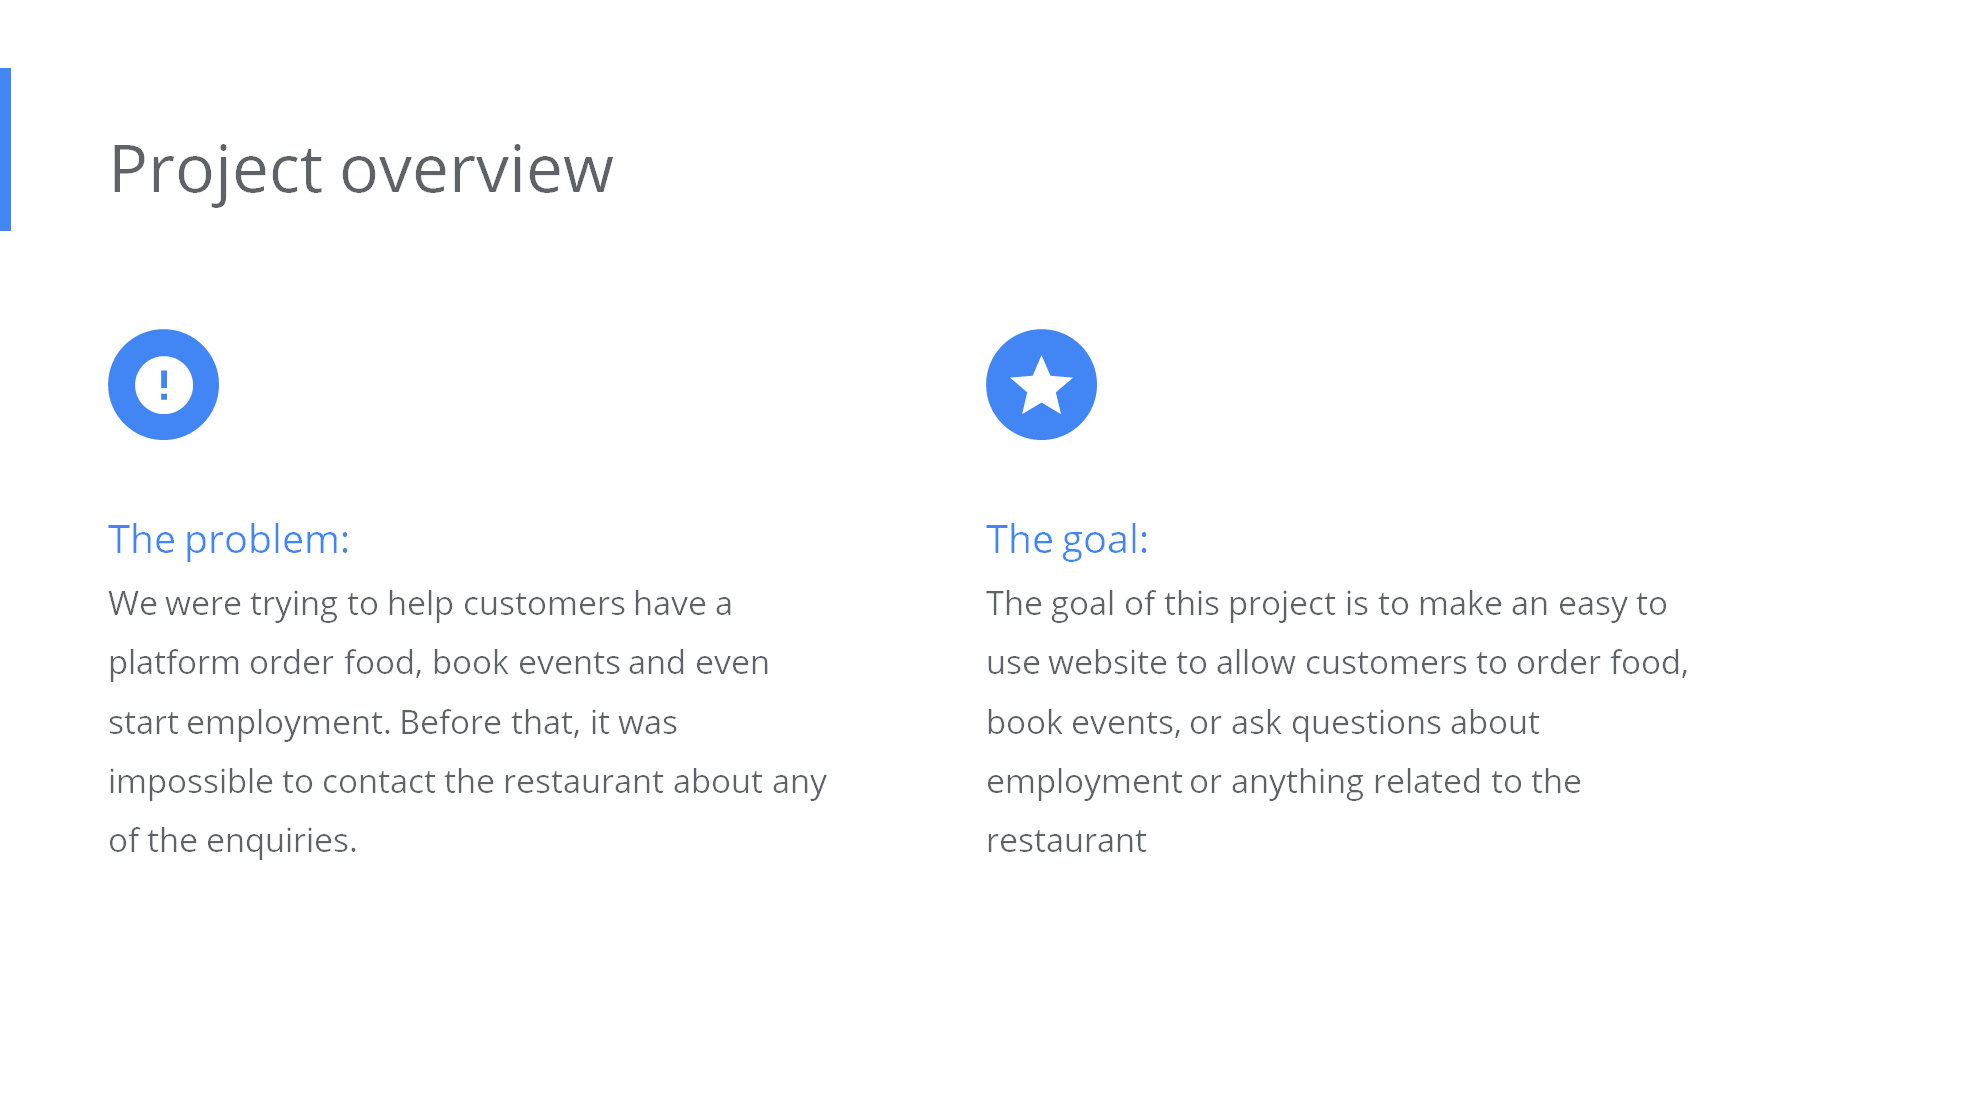 Project overview
The problem:
We were trying to help customers have a
platform order food, book events and even
start employment. Before that, it was
impossible to contact the restaurant about any
of the enquiries.
The goal:
The goal of this project is to make an easy to
use website to allow customers to order food,
book events, or ask questions about
employment or anything related to the
restaurant